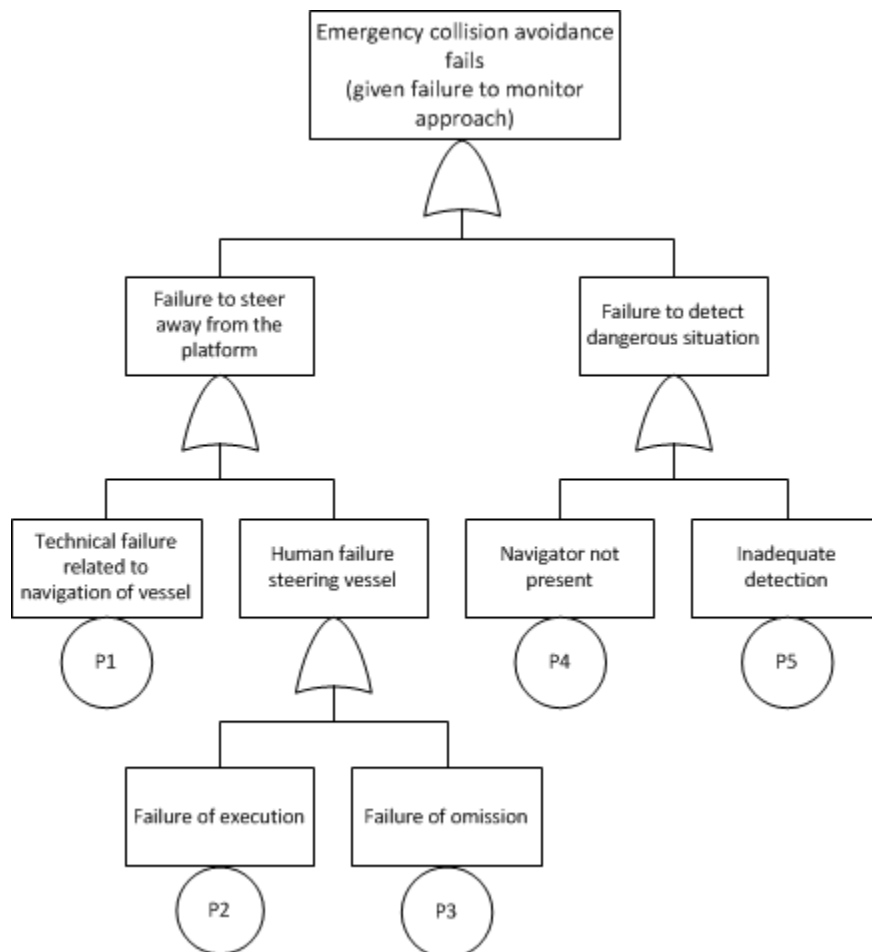 Emergency collision avoidance
fails
(given failure to monitor
approach)
Failure to steer
away from the
platform
Failure to detect
dangerous situation
Technical failure
related to
navigation of vessel
Human failure
steering vessel
Navigator not
present
Inadequate
detection
P1
P4
P5
Failure of execution
Failure of omission
P2
P3